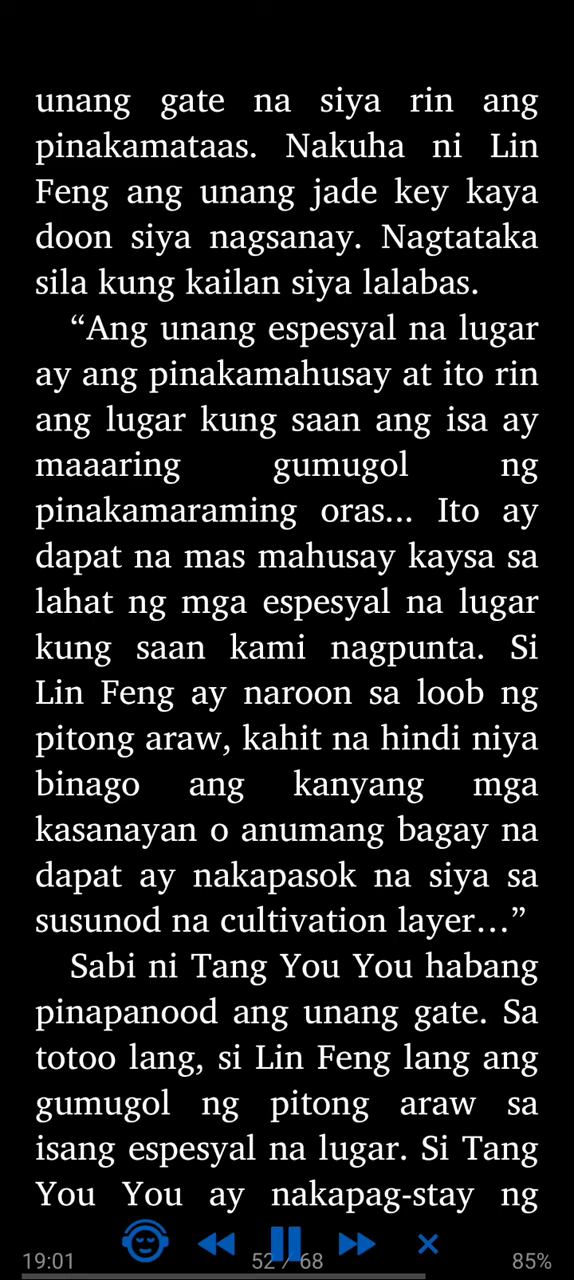 unang gate na siya rin ang
pinakamataas. Nakuha ni Lin
Feng ang unang jade key kaya
doon siya nagsanay. Nagtataka
sila kung kailan siya lalabas.
“Ang unang espesyal na lugar
ay ang pinakamahusay at ito rin
ang lugar kung saan ang isa ay
maaaring gumugol ng
pinakamaraming oras... Ito ay
dapat na mas mahusay kaysa sa
lahat ng mga espesyal na lugar
kung saan kami nagpunta. Si
Lin Feng ay naroon sa loob ng
pitong araw, kahit na hindi niya
binago ang kanyang mga
kasanayan o anumang bagay na
dapat ay nakapasok na siya sa
susunod na cultivation layer…”
Sabi ni Tang You You habang
pinapanood ang unang gate. Sa
totoo lang, si Lin Feng lang ang
gumugol ng pitong araw sa
isang espesyal na lugar. Si Tang
You You ay nakapag-stay ng
19:01 52 / 68 85%